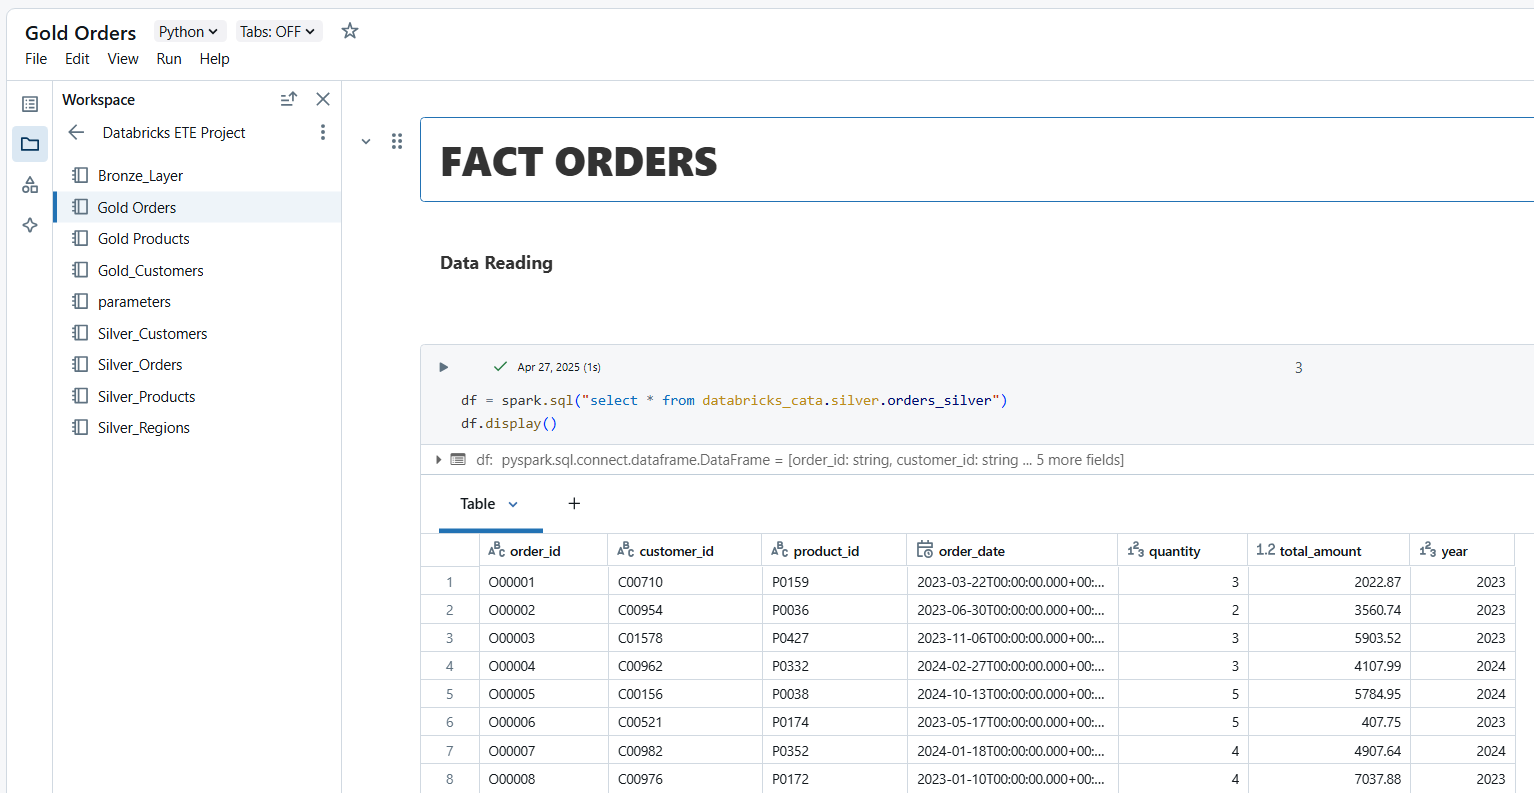 Gold Orders Python Tabs: OFF
File Edit View Run Help
Workspace
Databricks ETE Project
Bronze_Layer
Gold Orders
Gold Products
Gold_Customers
parameters
Silver_Customers
Silver_Orders
Silver_Products
Silver_Regions
FACT ORDERS
Data Reading
Apr 27, 2025 (1s) 3
df = spark.sql("select * from databricks_cata.silver.orders_silver")
df.display()
df: pyspark.sql.connect.dataframe.DataFrame = [order_id: string, customer_id: string ... 5 more fields]
Table +
ABC order_id ABC customer_id ABC product_id order_date 123 quantity 1.2 total_amount 123 year
1 O00001 C00710 P0159 2023-03-22T00:00:00.000+00:... 3 2022.87 2023
2 O00002 C00954 P0036 2023-06-30T00:00:00.000+00:... 2 3560.74 2023
3 O00003 C01578 P0427 2023-11-06T00:00:00.000+00:... 3 5903.52 2023
4 O00004 C00962 P0332 2024-02-27T00:00:00.000+00:... 3 4107.99 2024
5 O00005 C00156 P0038 2024-10-13T00:00:00.000+00:... 5 5784.95 2024
6 O00006 C00521 P0174 2023-05-17T00:00:00.000+00:... 5 407.75 2023
7 O00007 C00982 P0352 2024-01-18T00:00:00.000+00:... 4 4907.64 2024
8 O00008 C00976 P0172 2023-01-10T00:00:00.000+00:... 4 7037.88 2023